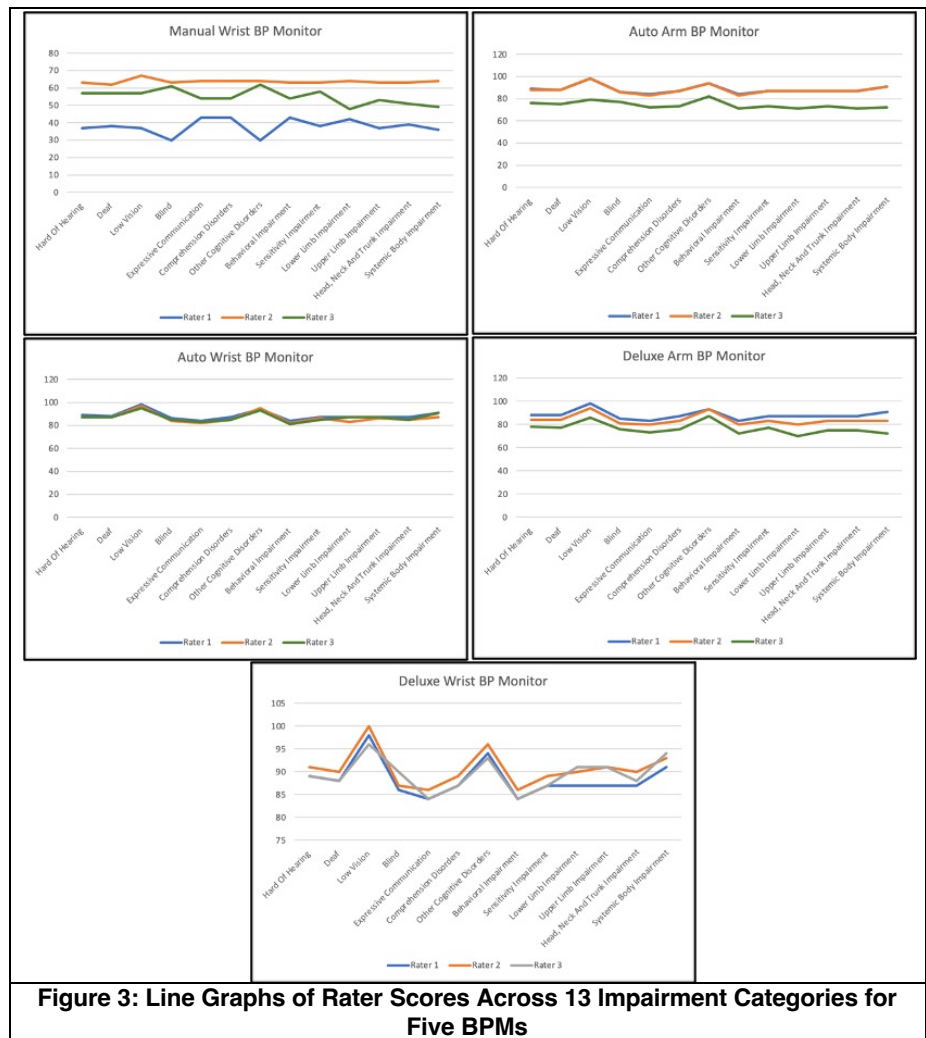 Manual Wrist BP Monitor
80
70
60
50
40
30
20
10
0
Hard Of Hearing
Deaf
Low Vision
Blind
Expressive Communication
Comprehension Disorders
Other Cognitive Disorders
Behavioral Impairment
Sensitivity Impairment
Lower Limb Impairment
Upper Limb Impairment
Head, Neck And Trunk Impairment
Systemic Body Impairment
Rater 1 Rater 2 Rater 3
Auto Arm BP Monitor
120
100
80
60
40
20
0
Hard Of Hearing
Deaf
Low Vision
Blind
Expressive Communication
Comprehension Disorders
Other Cognitive Disorders
Behavioral Impairment
Sensitivity Impairment
Lower Limb Impairment
Upper Limb Impairment
Head, Neck And Trunk Impairment
Systemic Body Impairment
Rater 1 Rater 2 Rater 3
Auto Wrist BP Monitor
120
100
80
60
40
20
0
Hard Of Hearing
Deaf
Low Vision
Blind
Expressive Communication
Comprehension Disorders
Other Cognitive Disorders
Behavioral Impairment
Sensitivity Impairment
Lower Limb Impairment
Upper Limb Impairment
Head, Neck And Trunk Impairment
Systemic Body Impairment
Rater 1 Rater 2 Rater 3
Deluxe Arm BP Monitor
120
100
80
60
40
20
0
Hard Of Hearing
Deaf
Low Vision
Blind
Expressive Communication
Comprehension Disorders
Other Cognitive Disorders
Behavioral Impairment
Sensitivity Impairment
Lower Limb Impairment
Upper Limb Impairment
Head, Neck And Trunk Impairment
Systemic Body Impairment
Rater 1 Rater 2 Rater 3
Deluxe Wrist BP Monitor
105
100
95
90
85
80
75
Hard Of Hearing
Deaf
Low Vision
Blind
Expressive Communication
Comprehension Disorders
Other Cognitive Disorders
Behavioral Impairment
Sensitivity Impairment
Lower Limb Impairment
Upper Limb Impairment
Head, Neck And Trunk Impairment
Systemic Body Impairment
Rater 1 Rater 2 Rater 3
Figure 3: Line Graphs of Rater Scores Across 13 Impairment Categories for
Five BPMs